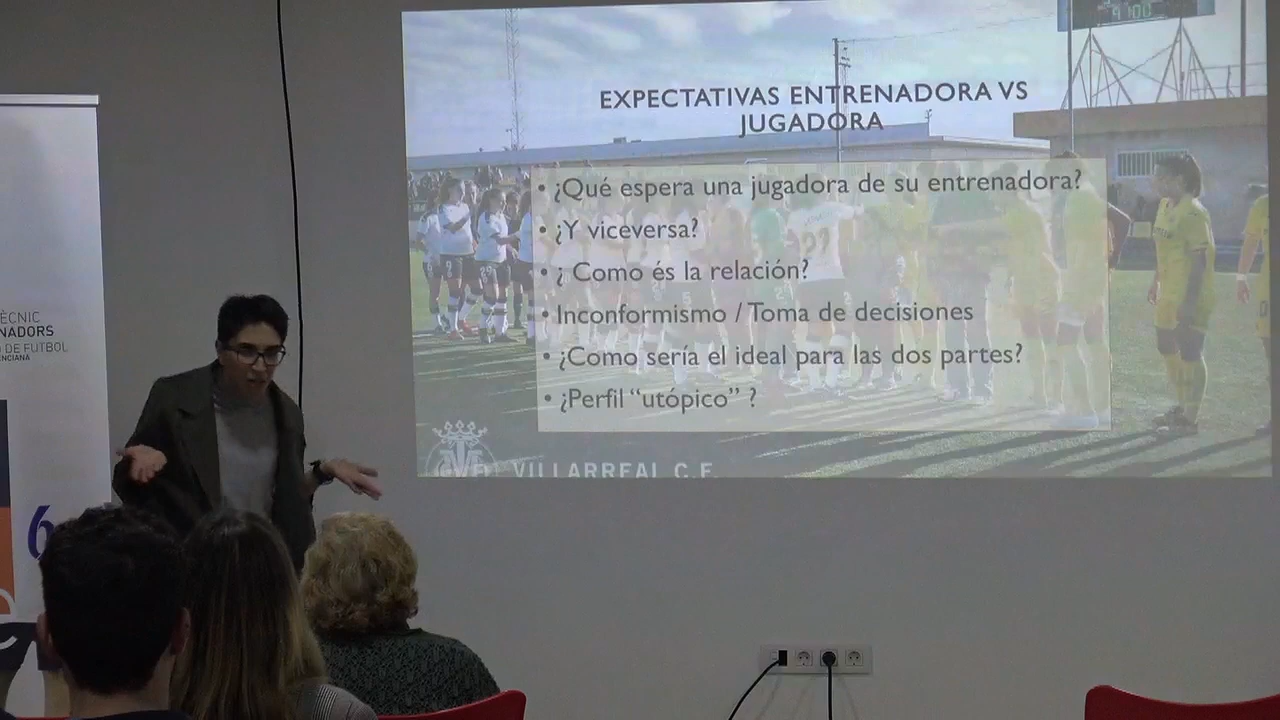 EXPECTATIVAS ENTRENADORA VS
JUGADORA
• ¿Qué espera una jugadora de su entrenadora?
• ¿Y viceversa?
• ¿ Como és la relación?
• Inconformismo / Toma de decisiones
• ¿Como sería el ideal para las dos partes?
• ¿Perfil “utópico” ?
VILLARREAL C.F.
ÈCNIC
NADORS
DE FUTBOL
ENCIANA
6